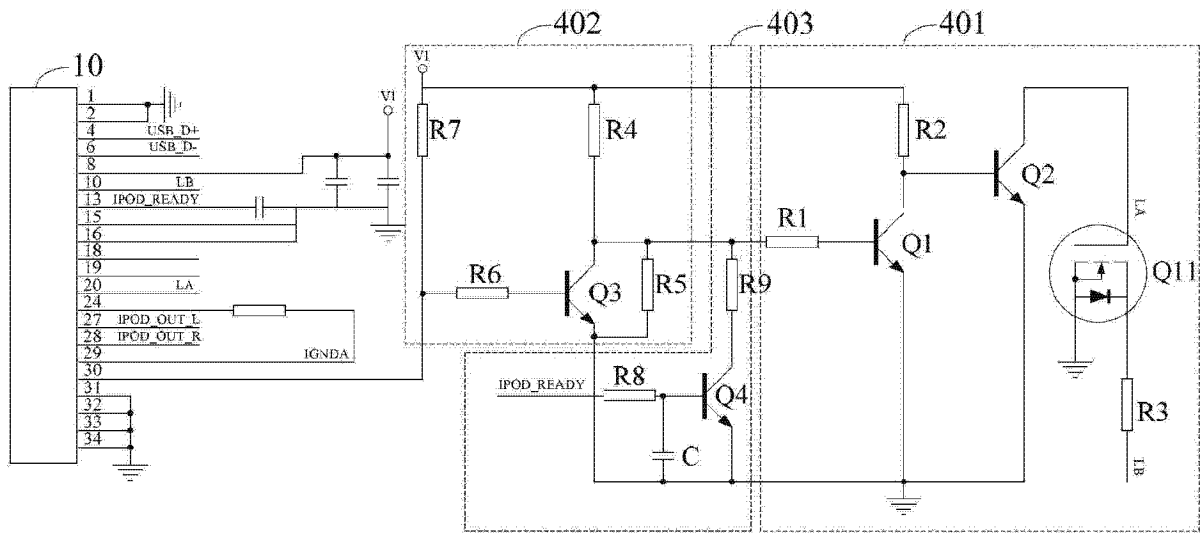 402
403
401
10
V1
V1
1
2
4 USB_D+
6 USB_D-
8
10 LB
13 IPOD_READY
15
16
18
19
20 LA
24
27 IPOD_OUT_L
28 IPOD_OUT_R
29 IGNDA
30
31
32
33
34
R7
R4
R2
Q2
LA
R1
Q1
R6
Q3
R5
R9
Q11
IPOD_READY
R8
Q4
C
R3
LB